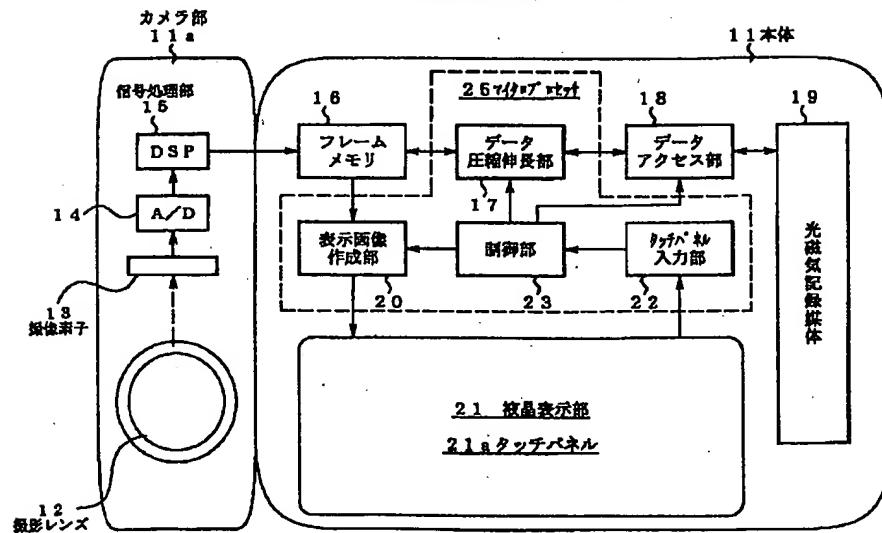 カメラ部
11a
11本体
信号処理部
15
DSP
14
A/D
13
撮像素子
12
撮影レンズ
16
フレーム
メモリ
25マイクロプロセッサ
データ
圧縮伸長部
17
18
データ
アクセス部
19
光磁気記録媒体
表示画像
作成部
20
制御部
23
タッチパネル
入力部
22
21 液晶表示部
21aタッチパネル